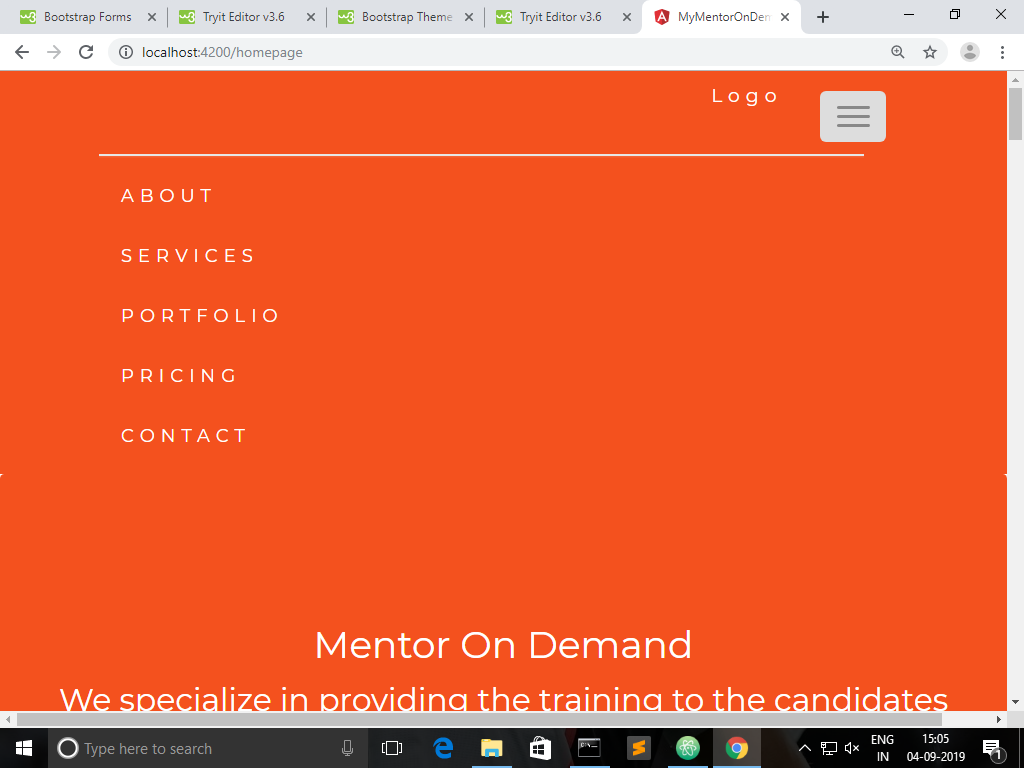 Bootstrap Forms
Tryit Editor v3.6
Bootstrap Theme
Tryit Editor v3.6
MyMentorOnDem
localhost:4200/homepage
Logo
ABOUT
SERVICES
PORTFOLIO
PRICING
CONTACT
Mentor On Demand
We specialize in providing the training to the candidates
Type here to search
ENG
IN
15:05
04-09-2019
1